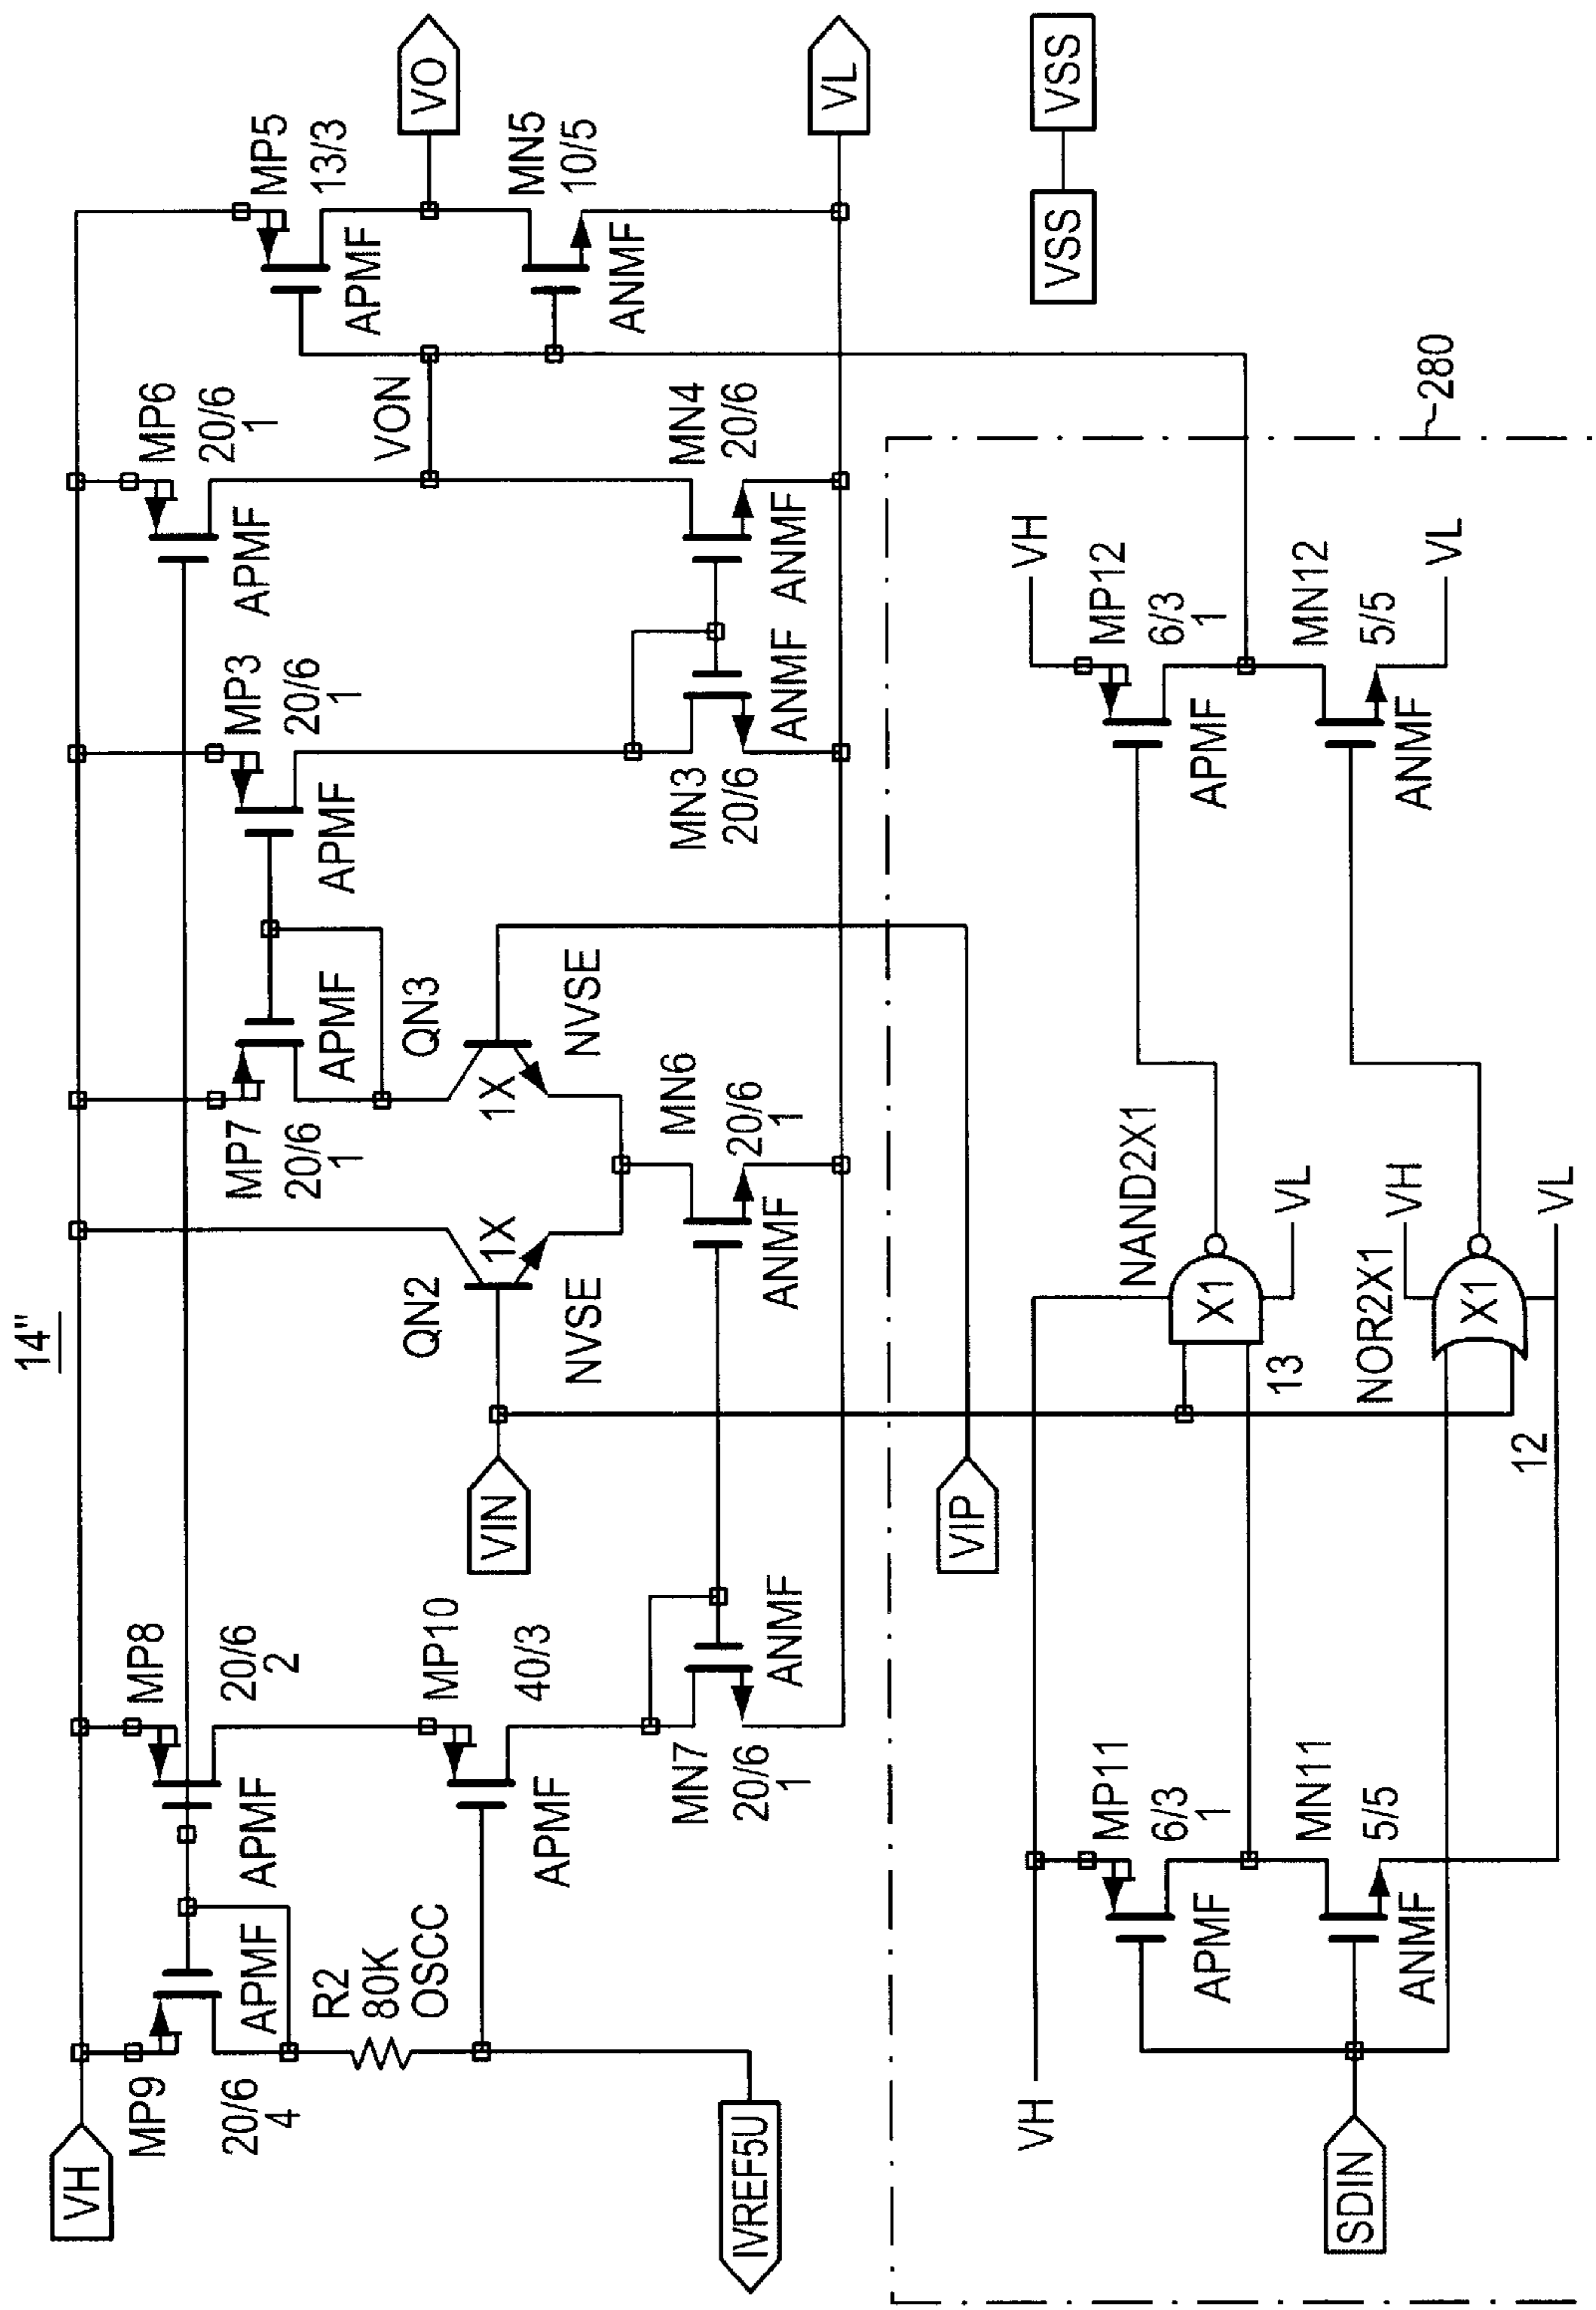 14"
VH
MP9
20/6
4
APMF
MP8
20/6
2
APMF
R2
80K
OSCC
MP10
40/3
APMF
IVREF5U
MN7
20/6
1
ANMF
VIN
QN2
1X
NVSE
MP7
20/6
1
APMF
QN3
1X
NVSE
MN6
20/6
1
ANMF
VIP
MP3
20/6
1
APMF
MN3
20/6
ANMF
MP6
20/6
1
APMF
VON
MN4
20/6
ANMF
MP5
13/3
APMF
VO
MN5
10/5
ANMF
VL
VSS
VSS
280
VH
SDIN
MP11
6/3
1
APMF
MN11
5/5
ANMF
NAND2X1
X1
13
VL
NOR2X1
VH
X1
12
VL
VH
MP12
6/3
1
APMF
MN12
5/5
ANMF
VL